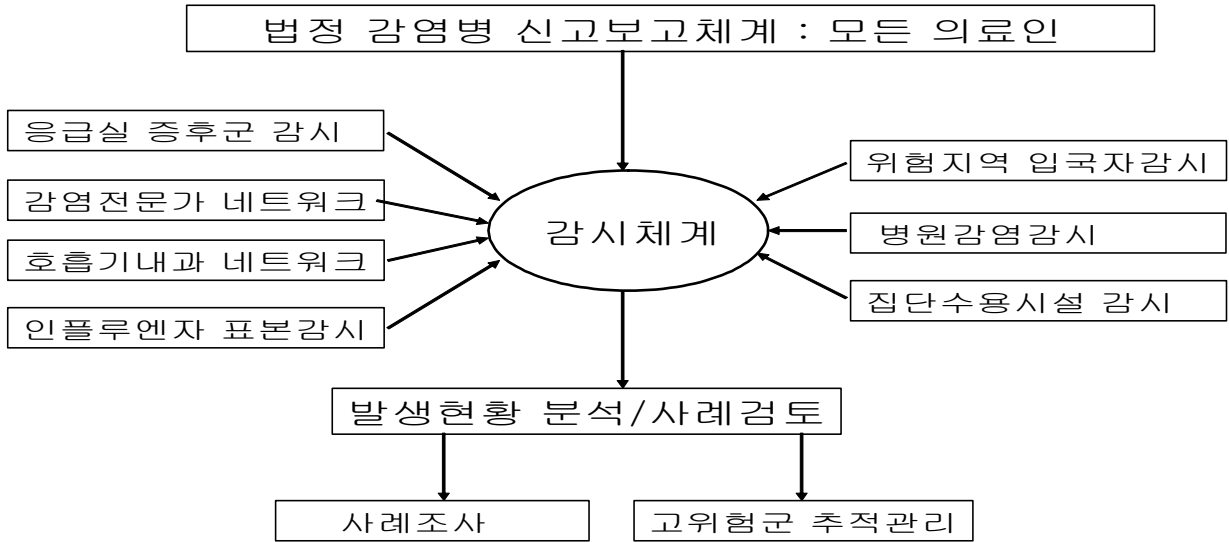 법정 감염병 신고보고체계 : 모든 의료인
응급실 증후군 감시
감염전문가 네트워크
호흡기내과 네트워크
인플루엔자 표본감시
감시체계
위험지역 입국자감시
병원감염감시
집단수용시설 감시
발생현황 분석/사례검토
사례조사
고위험군 추적관리